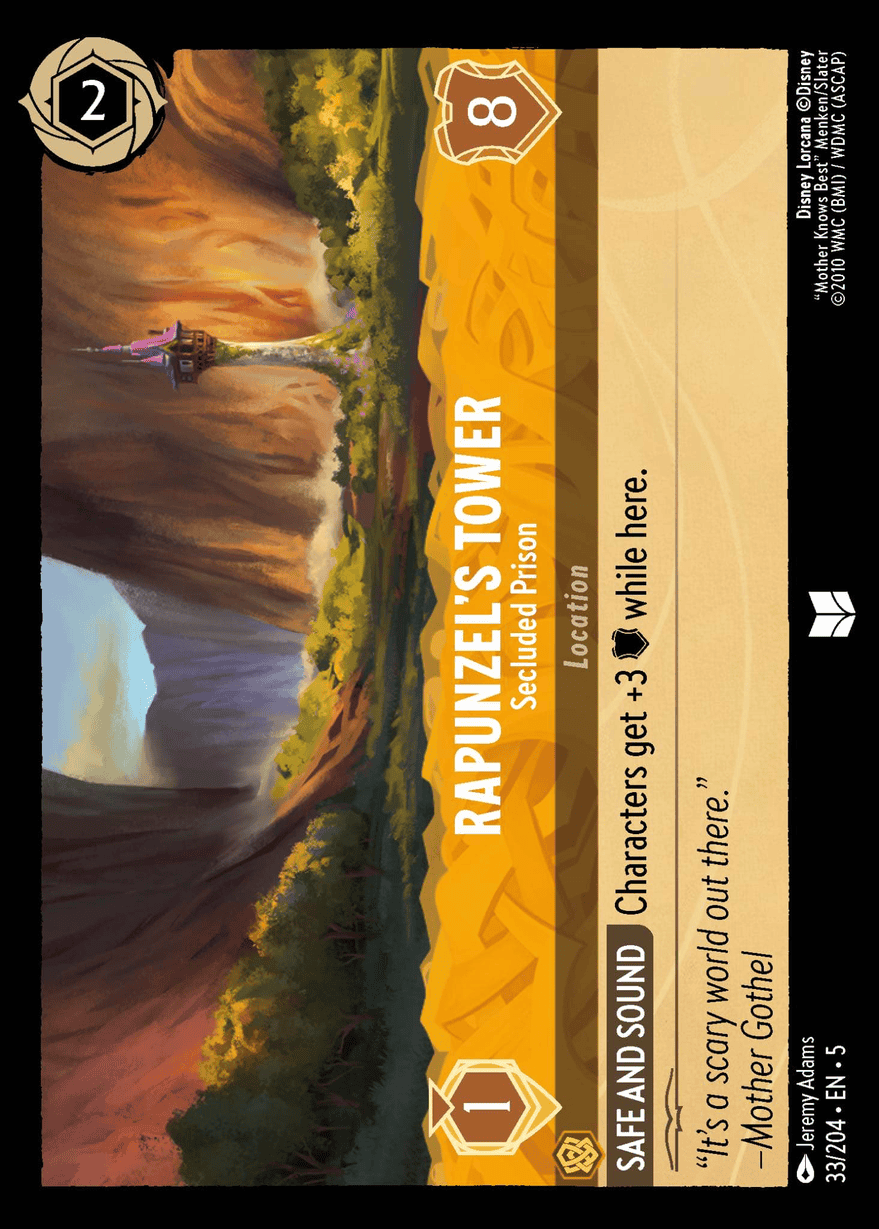 2
RAPUNZEL'S TOWER
Secluded Prison
1
8
Location
SAFE AND SOUND Characters get +3 while here.
“It's a scary world out there.”
–Mother Gothel
Jeremy Adams
33/204 • EN • 5
Disney Lorcana ©Disney
“Mother Knows Best” Menken/Slater
©2010 WMC (BMI) / WDMC (ASCAP)